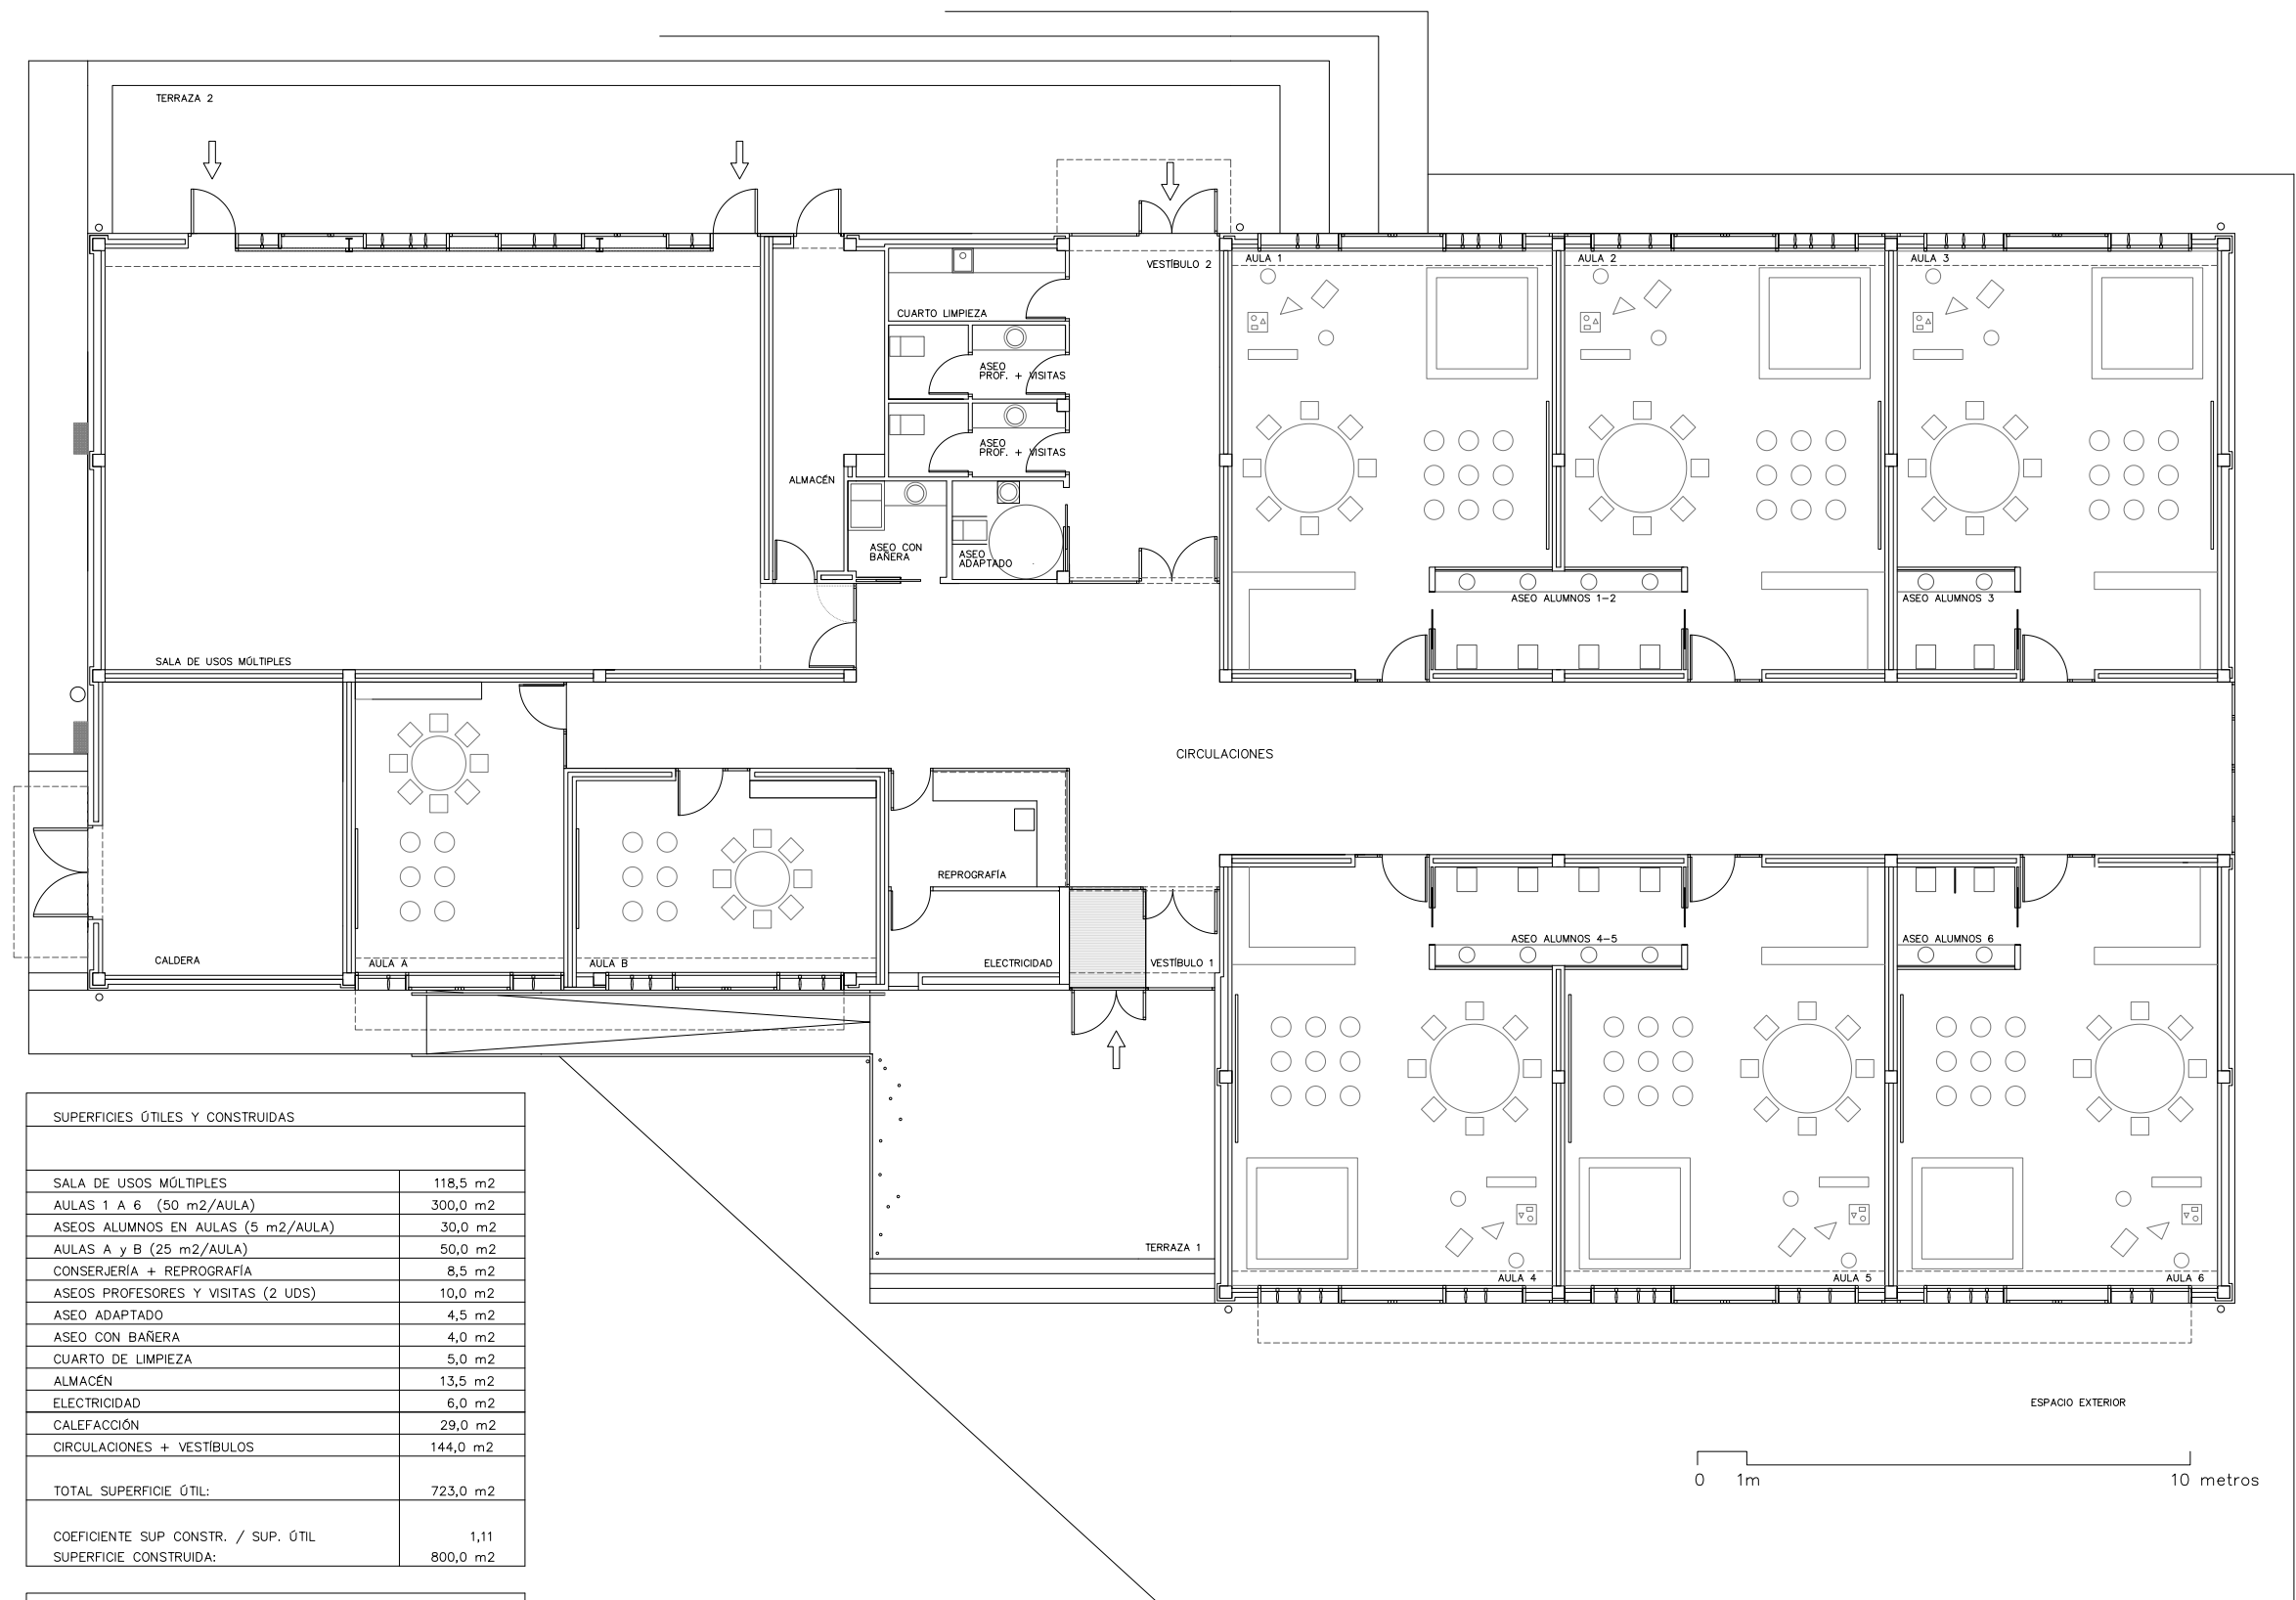 TERRAZA 2
VESTÍBULO 2
AULA 1
AULA 2
AULA 3
CUARTO LIMPIEZA
ASEO
PROF. + VISITAS
ASEO
PROF. + VISITAS
ALMACÉN
ASEO CON
BAÑERA
ASEO
ADAPTADO
ASEO ALUMNOS 1-2
ASEO ALUMNOS 3
SALA DE USOS MÚLTIPLES
CIRCULACIONES
REPROGRAFÍA
CALDERA
AULA A
AULA B
ELECTRICIDAD
VESTÍBULO 1
ASEO ALUMNOS 4-5
ASEO ALUMNOS 6
TERRAZA 1
AULA 4
AULA 5
AULA 6
ESPACIO EXTERIOR
0 1m 10 metros
SUPERFICIES ÚTILES Y CONSTRUIDAS
SALA DE USOS MÚLTIPLES 118,5 m2
AULAS 1 A 6 (50 m2/AULA) 300,0 m2
ASEOS ALUMNOS EN AULAS (5 m2/AULA) 30,0 m2
AULAS A y B (25 m2/AULA) 50,0 m2
CONSERJERÍA + REPROGRAFÍA 8,5 m2
ASEOS PROFESORES Y VISITAS (2 UDS) 10,0 m2
ASEO ADAPTADO 4,5 m2
ASEO CON BAÑERA 4,0 m2
CUARTO DE LIMPIEZA 5,0 m2
ALMACÉN 13,5 m2
ELECTRICIDAD 6,0 m2
CALEFACCIÓN 29,0 m2
CIRCULACIONES + VESTÍBULOS 144,0 m2
TOTAL SUPERFICIE ÚTIL: 723,0 m2
COEFICIENTE SUP CONSTR. / SUP. ÚTIL 1,11
SUPERFICIE CONSTRUIDA: 800,0 m2